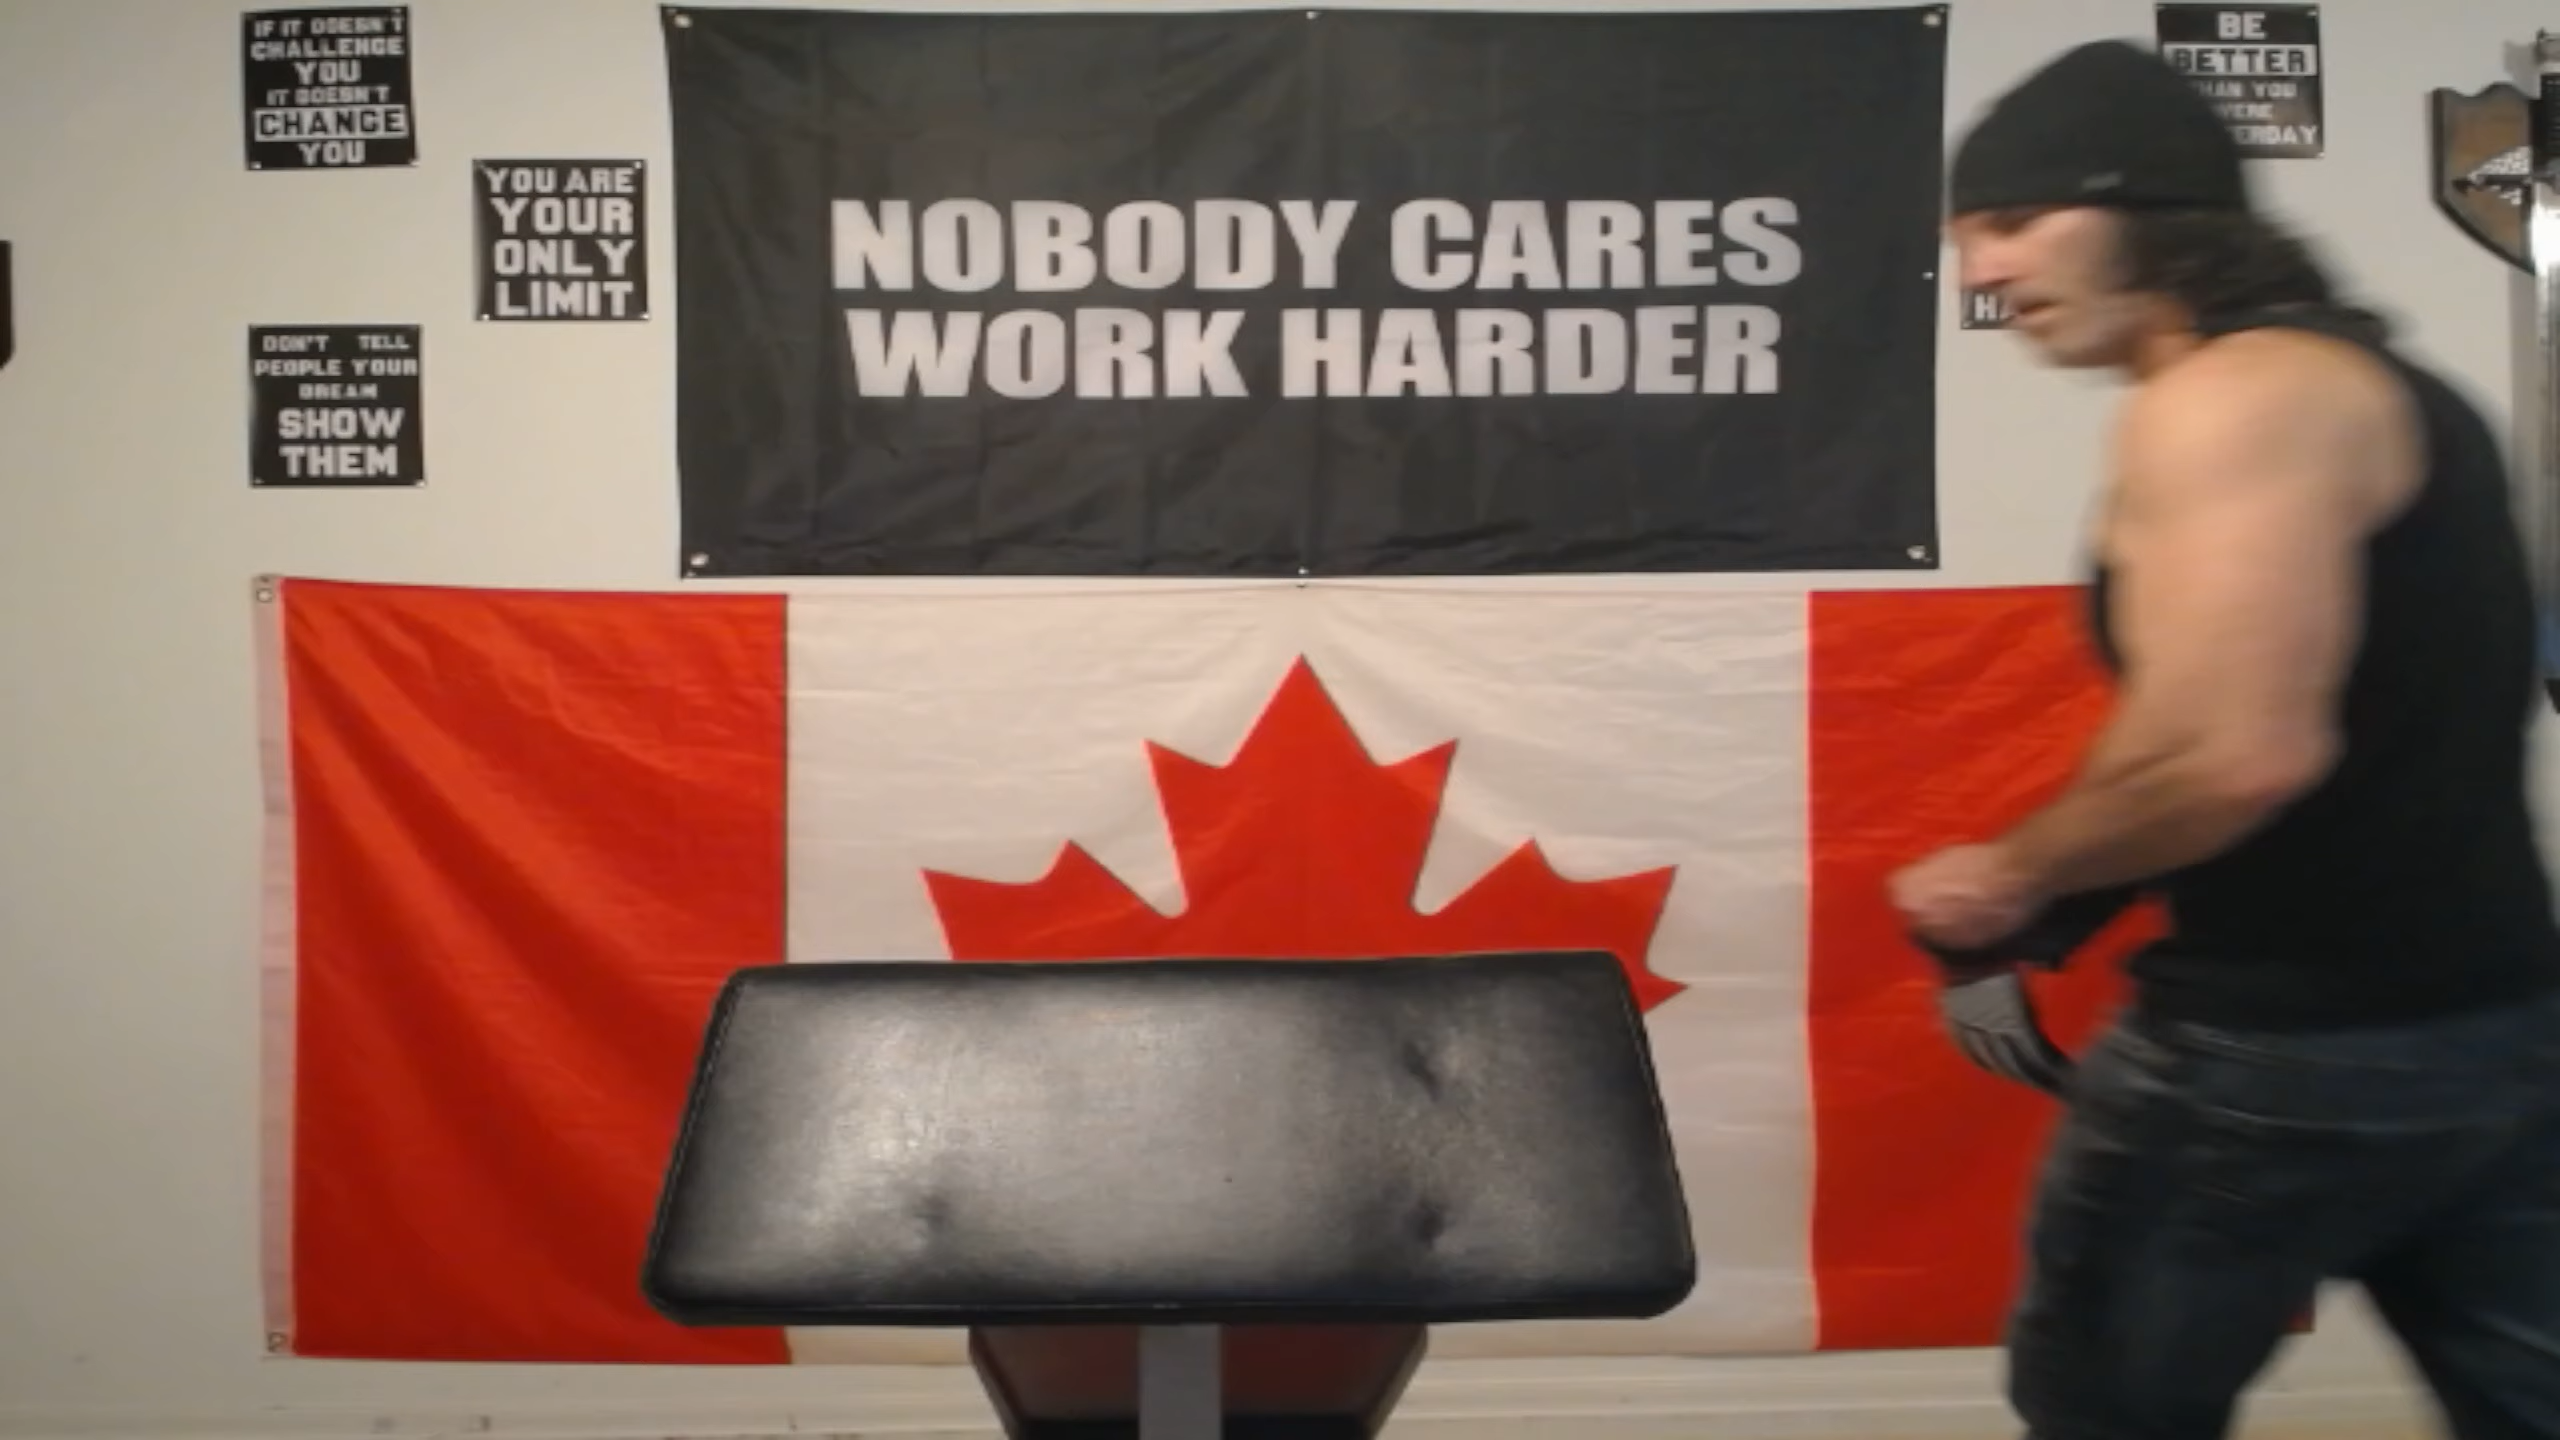 IF IT DOESN'T
CHALLENGE
YOU
IT DOESN'T
CHANGE
YOU
YOU ARE
YOUR
ONLY
LIMIT
DON'T TELL
PEOPLE YOUR
DREAM
SHOW
THEM
NOBODY CARES
WORK HARDER
BE
BETTER
YOU